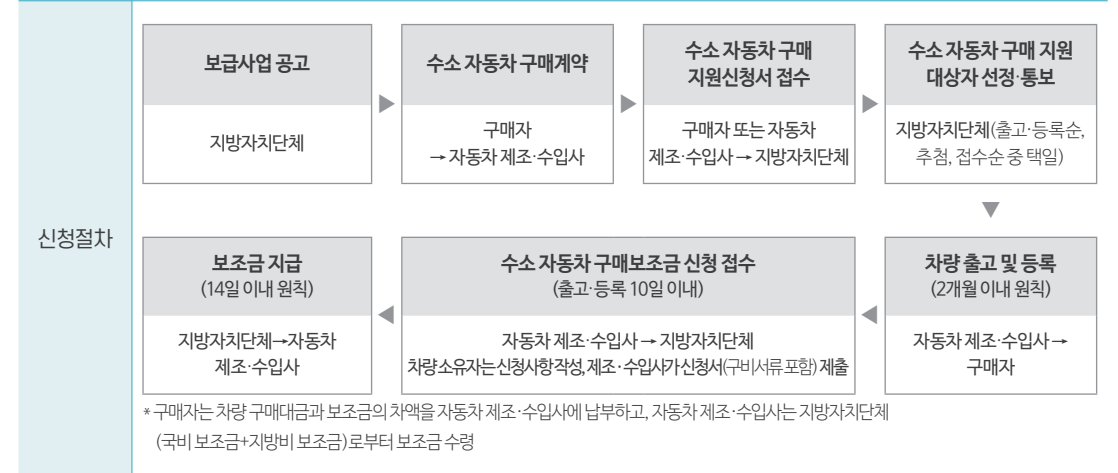 신청절차
보급사업 공고
지방자치단체
수소 자동차 구매계약
구매자
→ 자동차 제조·수입사
수소 자동차 구매
지원신청서 접수
구매자 또는 자동차
제조·수입사 → 지방자치단체
수소 자동차 구매 지원
대상자 선정·통보
지방자치단체(출고·등록순,
추첨, 접수순 중 택일)
차량 출고 및 등록
(2개월 이내 원칙)
자동차 제조·수입사 →
구매자
수소 자동차 구매보조금 신청 접수
(출고·등록 10일 이내)
자동차 제조·수입사 → 지방자치단체
차량 소유자는 신청사항 작성, 제조·수입사가 신청서(구비서류 포함) 제출
보조금 지급
(14일 이내 원칙)
지방자치단체→자동차
제조·수입사
* 구매자는 차량 구매대금과 보조금의 차액을 자동차 제조·수입사에 납부하고, 자동차 제조·수입사는 지방자치단체
(국비 보조금+지방비 보조금)로부터 보조금 수령